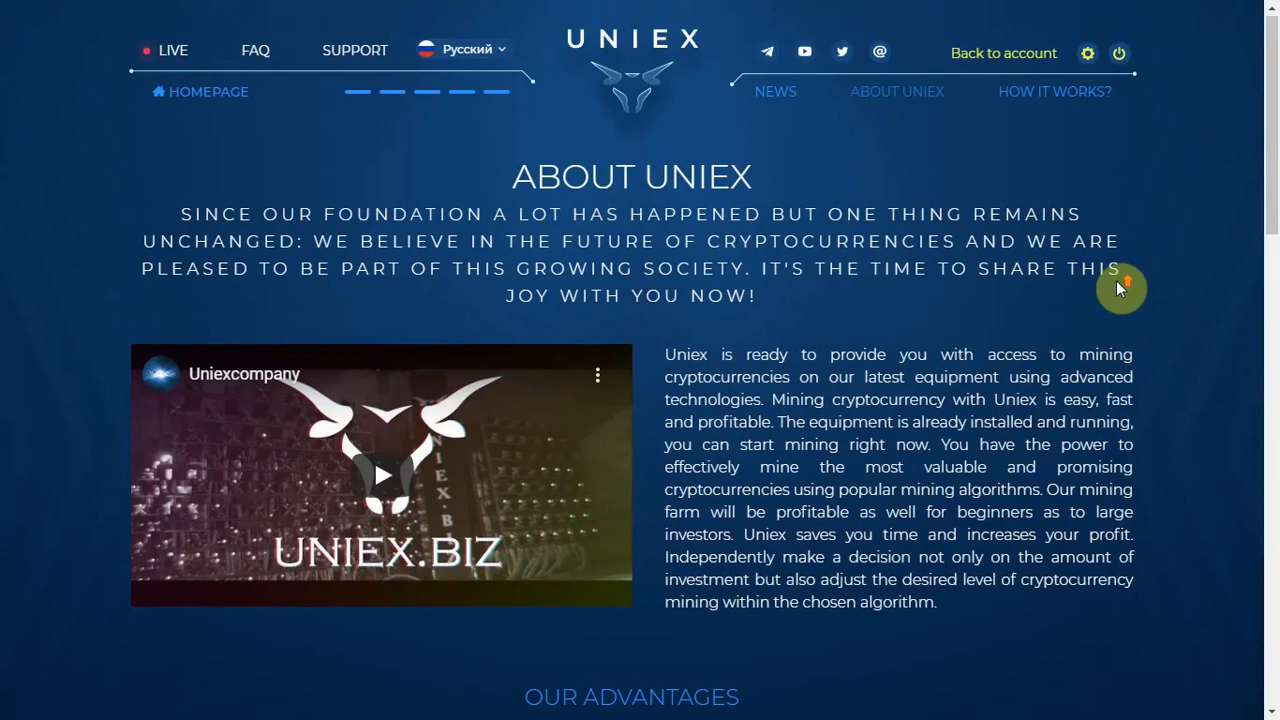 UNIEX
LIVE FAQ SUPPORT Русский
Back to account
HOMEPAGE
NEWS ABOUT UNIEX HOW IT WORKS?
ABOUT UNIEX
SINCE OUR FOUNDATION A LOT HAS HAPPENED BUT ONE THING REMAINS
UNCHANGED: WE BELIEVE IN THE FUTURE OF CRYPTOCURRENCIES AND WE ARE
PLEASED TO BE PART OF THIS GROWING SOCIETY. IT'S THE TIME TO SHARE THIS
JOY WITH YOU NOW!
Uniexcompany
UNIEX.B
UNIEX.BIZ
Uniex is ready to provide you with access to mining
cryptocurrencies on our latest equipment using advanced
technologies. Mining cryptocurrency with Uniex is easy, fast
and profitable. The equipment is already installed and running,
you can start mining right now. You have the power to
effectively mine the most valuable and promising
cryptocurrencies using popular mining algorithms. Our mining
farm will be profitable as well for beginners as to large
investors. Uniex saves you time and increases your profit.
Independently make a decision not only on the amount of
investment but also adjust the desired level of cryptocurrency
mining within the chosen algorithm.
OUR ADVANTAGES